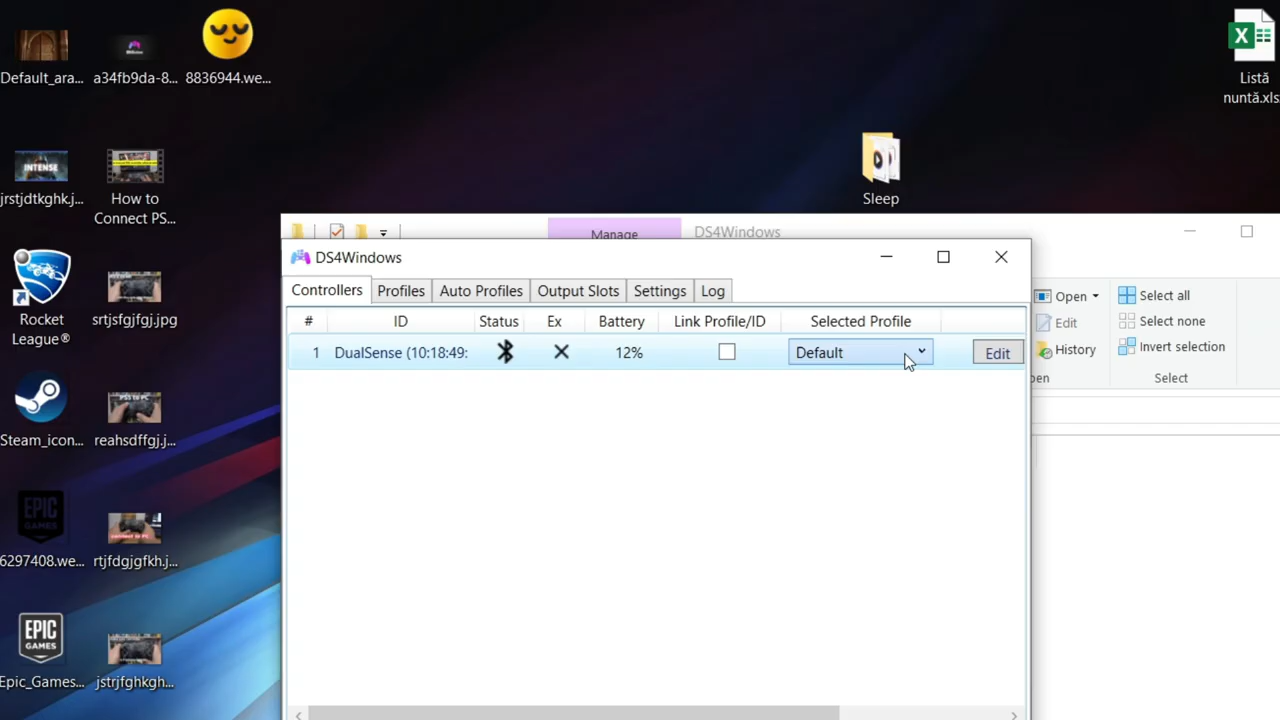 Default_ara...
a34fb9da-8...
8836944.we...
Listă
nuntă.xls
jrstjdtkghk.j...
INTENSE
How to
Connect PS...
Sleep
Rocket
League®
srtjsfgjfgj.jpg
Steam_icon...
reahsdffgj.j...
6297408.we...
rtjfdgjgfkh.j...
EPIC
GAMES
Epic_Games...
jstrjfghkgh...
Manage
DS4Windows
DS4Windows
Controllers
Profiles
Auto Profiles
Output Slots
Settings
Log
# ID Status Ex Battery Link Profile/ID Selected Profile
1 DualSense (10:18:49: 12% Default Edit
Open
Edit
History
Select all
Select none
Invert selection
Select